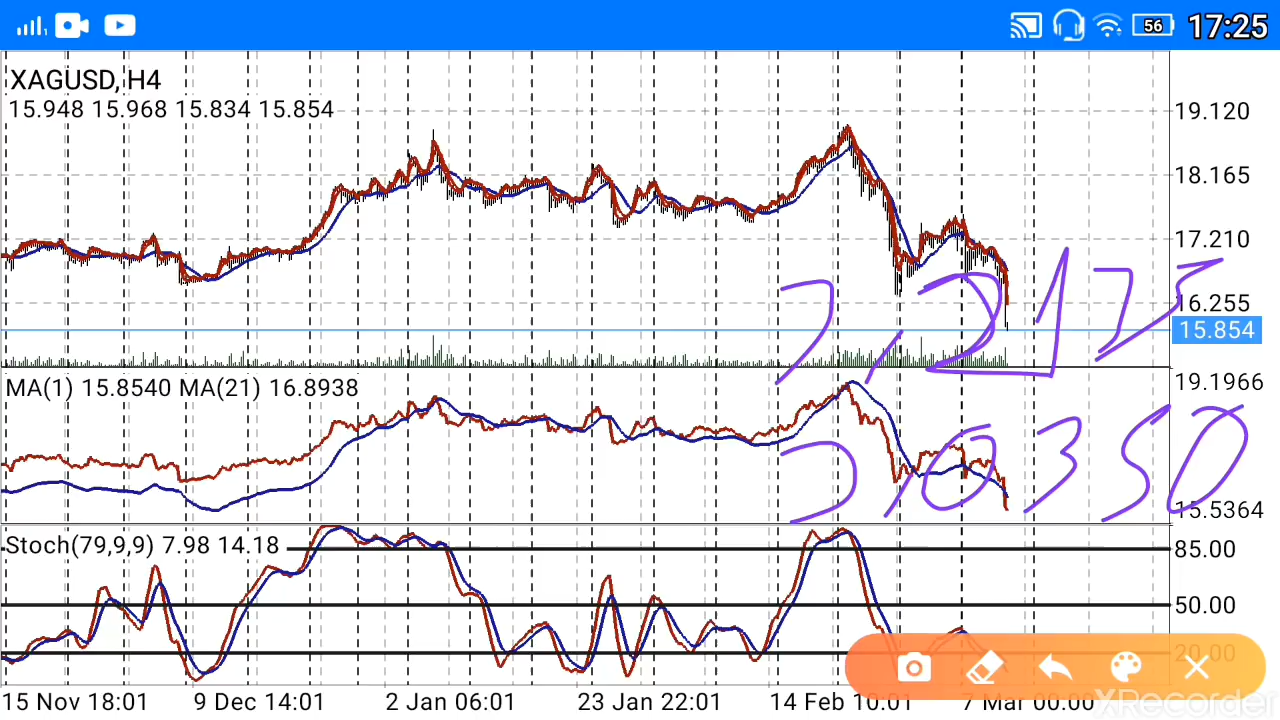 56 17:25
XAGUSD, H4
15.948 15.968 15.834 15.854
19.120
18.165
17.210
16.255
15.854
MA(1) 15.8540 MA(21) 16.8938
19.1966
15.5364
Stoch(79,9,9) 7.98 14.18
85.00
50.00
20.00
15 Nov 18:01 9 Dec 14:01 2 Jan 06:01 23 Jan 22:01 14 Feb 10:01 7 Mar 00:00
XRecorder